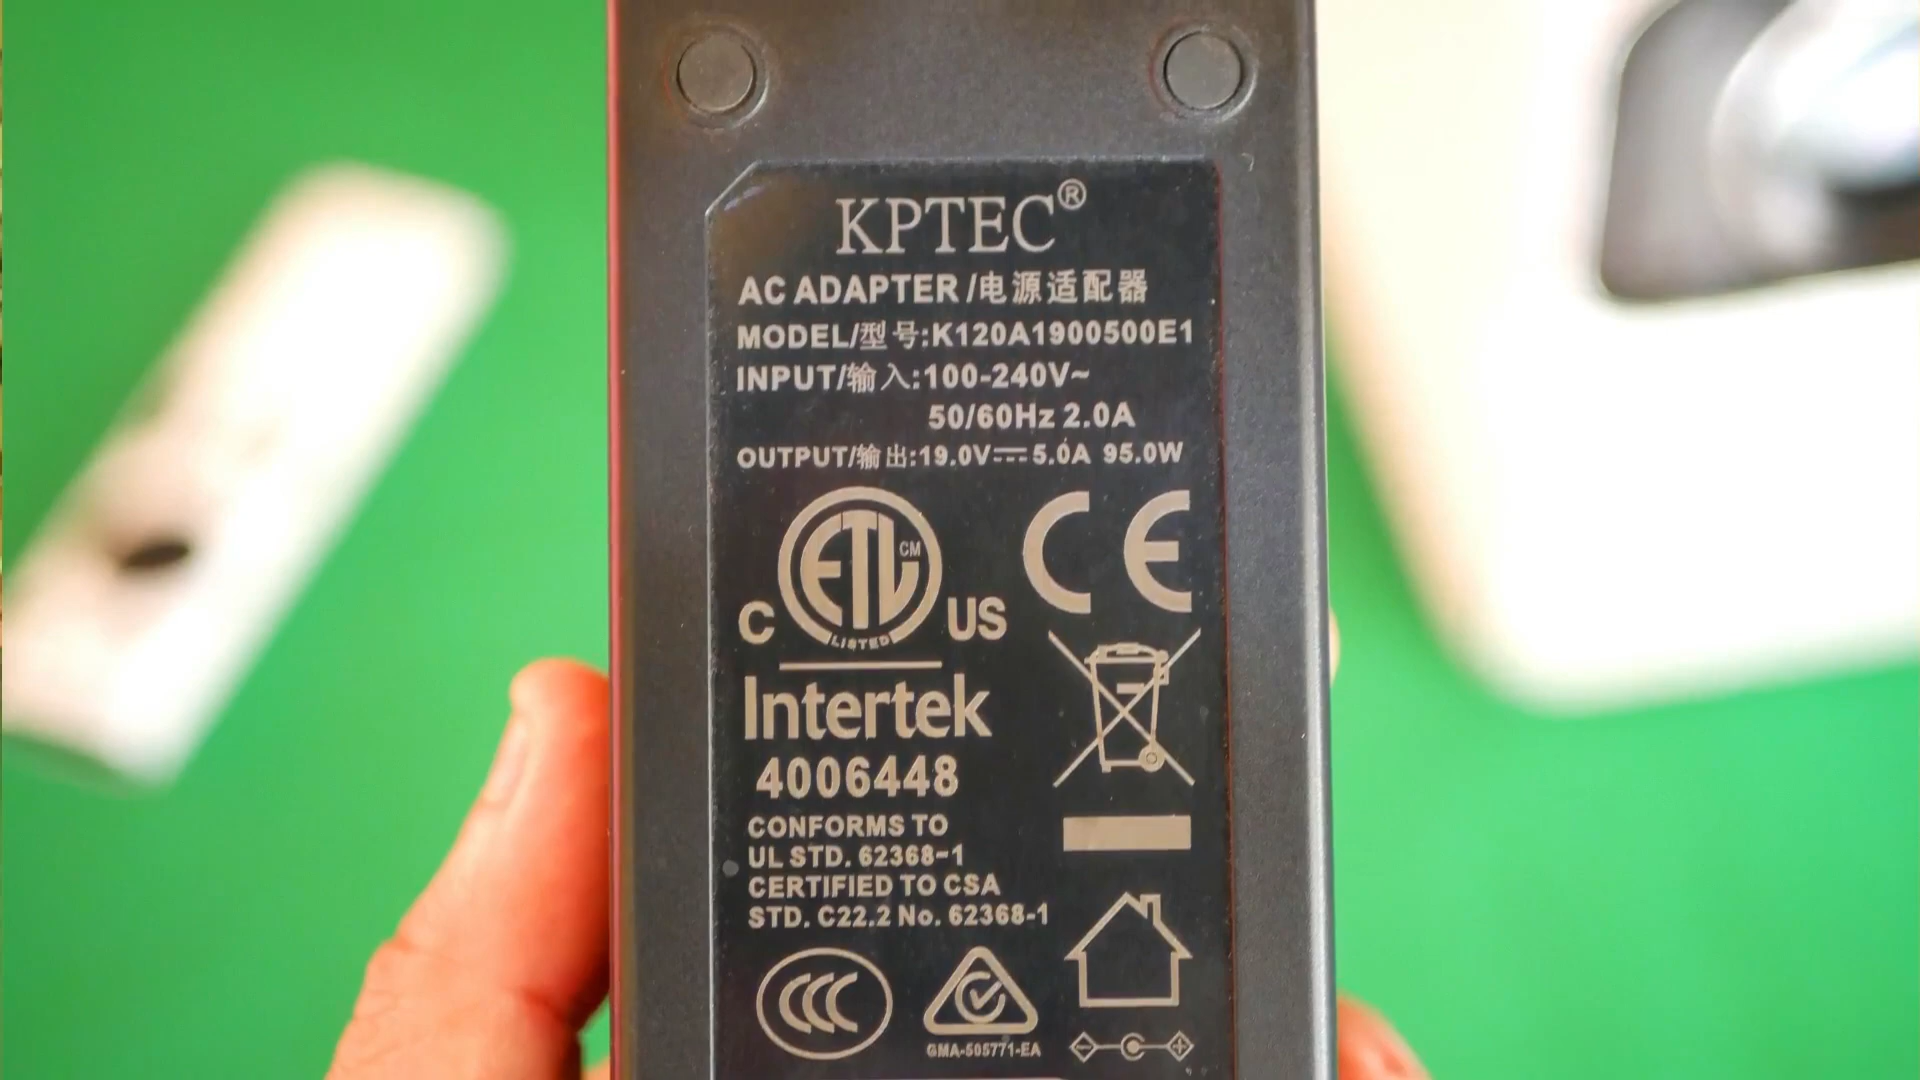 KPTEC®
AC ADAPTER/电源适配器
MODEL/型号:K120A1900500E1
INPUT/输入:100-240V~
50/60Hz 2.0A
OUTPUT/输出:19.0V⎓5.0A 95.0W
ETL CM
C US
LISTED
CE
Intertek
4006448
CONFORMS TO
UL STD. 62368-1
CERTIFIED TO CSA
STD. C22.2 No. 62368-1
CCC
GMA-505771-EA